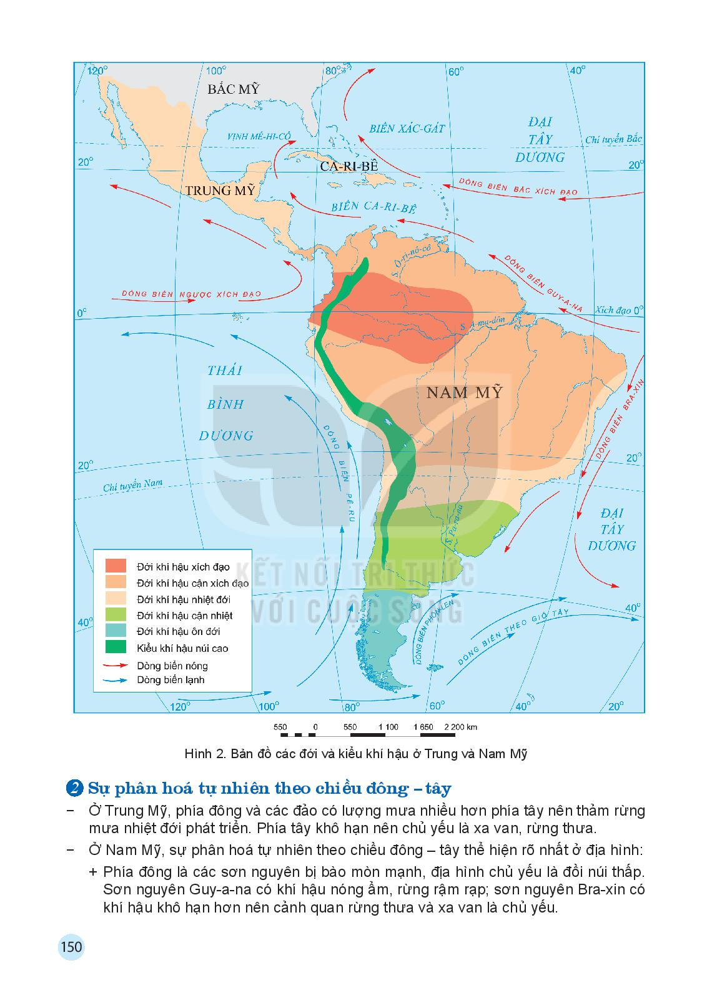 120° 100° 80° 60° 40°
BẮC MỸ
ĐẠI
TÂY
DƯƠNG
BIỂN XÁC-GÁT
VỊNH MÊ-HI-CÔ
Chí tuyến Bắc
20° 20°
CA-RI-BÊ
TRUNG MỸ
DÒNG BIỂN BẮC XÍCH ĐẠO
BIỂN CA-RI-BÊ
S. Ô-ri-nô-cô
DÒNG BIỂN GUY-A-NA
DÒNG BIỂN NGƯỢC XÍCH ĐẠO
0° Xích đạo 0°
S. A-ma-dôn
THÁI
BÌNH
DƯƠNG
NAM MỸ
DÒNG BIỂN BRA-XIN
DÒNG BIỂN PÊ-RU
20° 20°
Chí tuyến Nam
S. Pa-ra-na
ĐẠI
TÂY
DƯƠNG
KẾT NỐI TRI THỨC
VỚI CUỘC SỐNG
Đới khí hậu xích đạo
Đới khí hậu cận xích đạo
Đới khí hậu nhiệt đới
Đới khí hậu cận nhiệt
Đới khí hậu ôn đới
Kiểu khí hậu núi cao
Dòng biển nóng
Dòng biển lạnh
40° 40°
DÒNG BIỂN PHÔN-LEN
DÒNG BIỂN THEO GIÓ TÂY
120° 100° 80° 60° 40° 20°
550 0 550 1 100 1 650 2 200 km
Hình 2. Bản đồ các đới và kiểu khí hậu ở Trung và Nam Mỹ
2 Sự phân hoá tự nhiên theo chiều đông – tây
– Ở Trung Mỹ, phía đông và các đảo có lượng mưa nhiều hơn phía tây nên thảm rừng
mưa nhiệt đới phát triển. Phía tây khô hạn nên chủ yếu là xa van, rừng thưa.
– Ở Nam Mỹ, sự phân hoá tự nhiên theo chiều đông – tây thể hiện rõ nhất ở địa hình:
+ Phía đông là các sơn nguyên bị bào mòn mạnh, địa hình chủ yếu là đồi núi thấp.
Sơn nguyên Guy-a-na có khí hậu nóng ẩm, rừng rậm rạp; sơn nguyên Bra-xin có
khí hậu khô hạn hơn nên cảnh quan rừng thưa và xa van là chủ yếu.
150